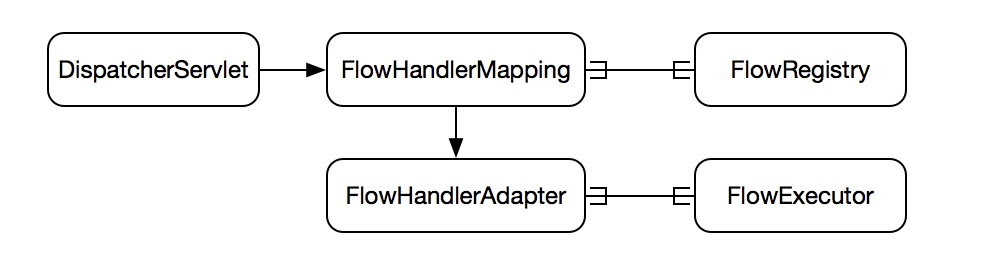 DispatcherServlet
FlowHandlerMapping
FlowRegistry
FlowHandlerAdapter
FlowExecutor